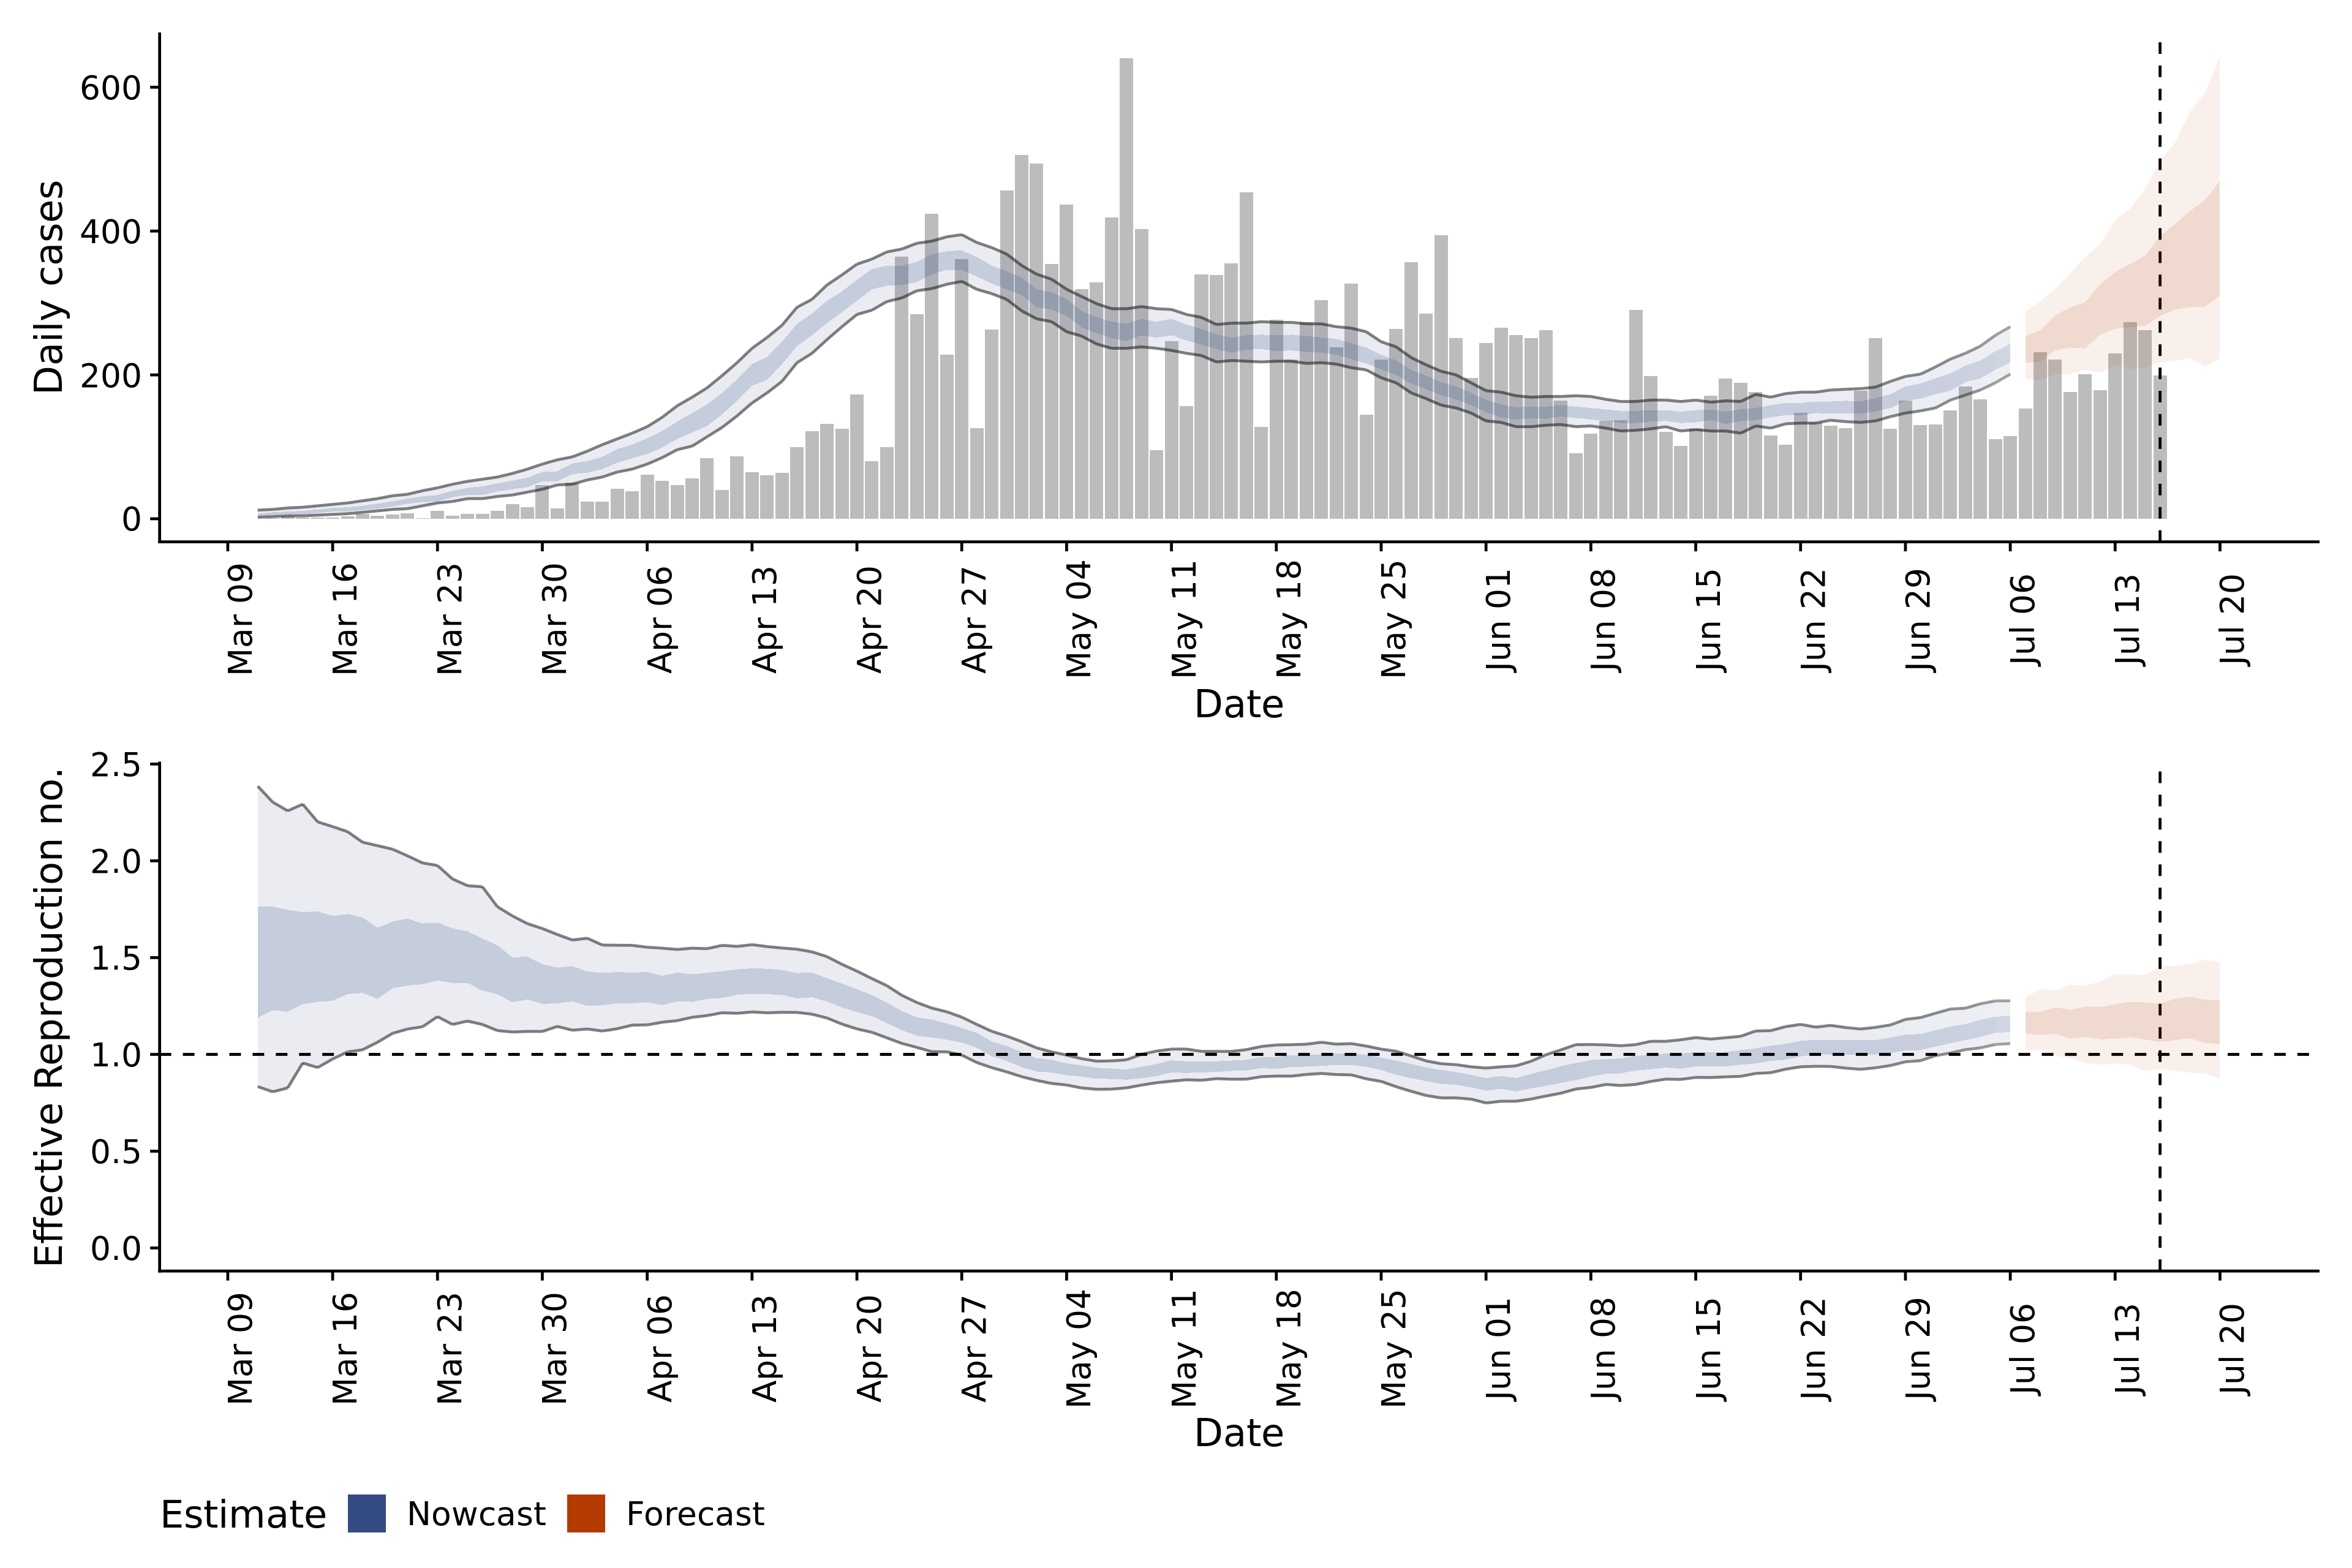 Daily cases
600
400
200
0
Mar 09
Mar 16
Mar 23
Mar 30
Apr 06
Apr 13
Apr 20
Apr 27
May 04
May 11
May 18
May 25
Jun 01
Jun 08
Jun 15
Jun 22
Jun 29
Jul 06
Jul 13
Jul 20
Date
Effective Reproduction no.
2.5
2.0
1.5
1.0
0.5
0.0
Mar 09
Mar 16
Mar 23
Mar 30
Apr 06
Apr 13
Apr 20
Apr 27
May 04
May 11
May 18
May 25
Jun 01
Jun 08
Jun 15
Jun 22
Jun 29
Jul 06
Jul 13
Jul 20
Date
Estimate Nowcast Forecast